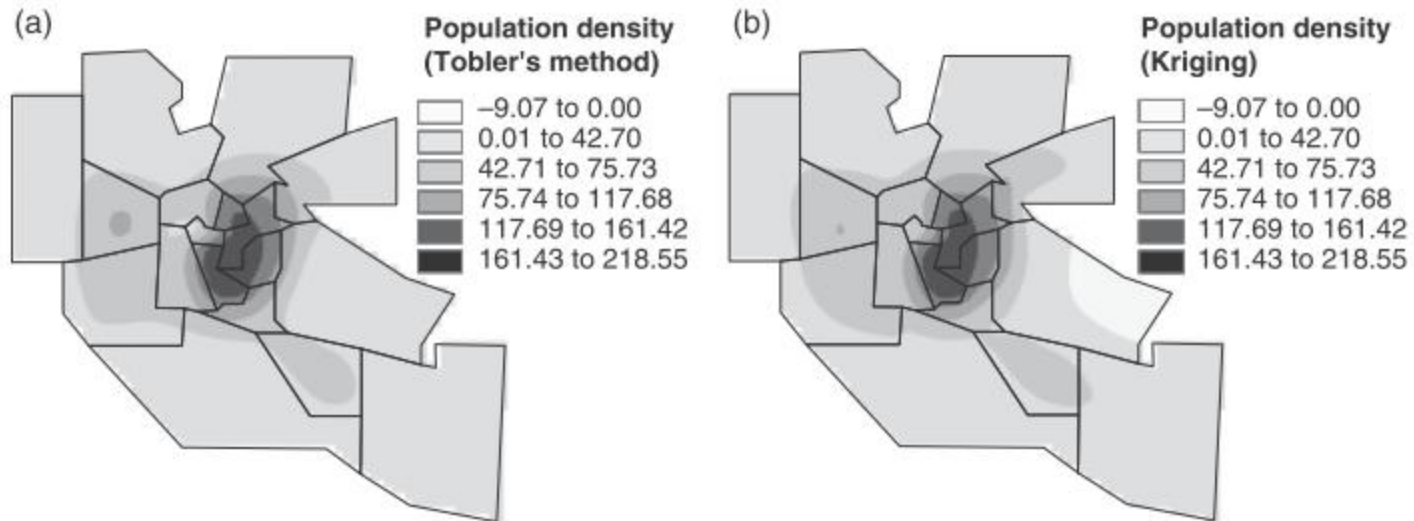 (a)
Population density
(Tobler's method)
–9.07 to 0.00
0.01 to 42.70
42.71 to 75.73
75.74 to 117.68
117.69 to 161.42
161.43 to 218.55
(b)
Population density
(Kriging)
–9.07 to 0.00
0.01 to 42.70
42.71 to 75.73
75.74 to 117.68
117.69 to 161.42
161.43 to 218.55